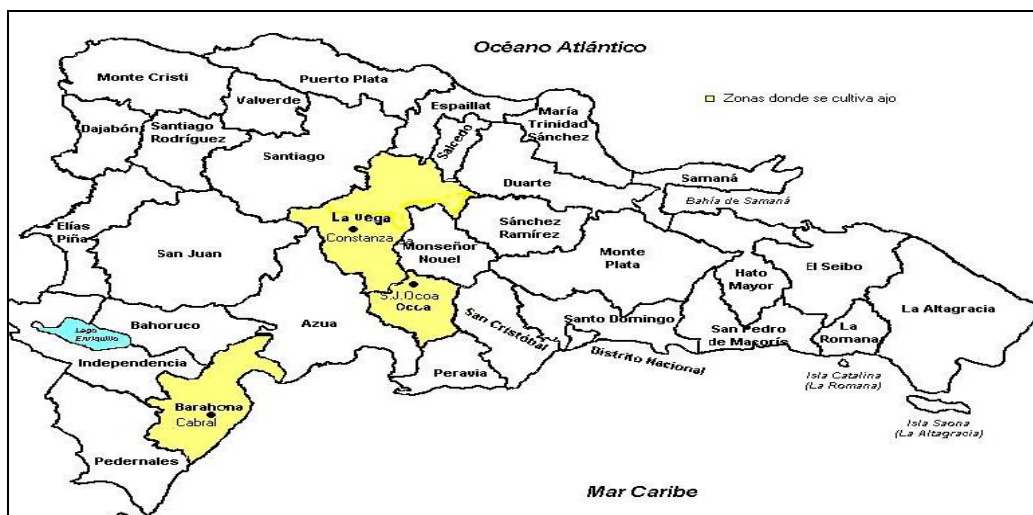 Océano Atlántico
Monte Cristi
Puerto Plata
Valverde
Espaillat
Zonas donde se cultiva ajo
María
Trinidad
Sánchez
Dajabón
Santiago
Rodríguez
Salcedo
Santiago
Duarte
Samaná
Bahía de Samaná
La Vega
Constanza
Sánchez
Ramírez
Elías
Piña
San Juan
Monseñor
Nouel
Monte
Plata
Hato
Mayor
El Seibo
La Altagracia
S.J.Ocoa
Ocoa
Lago
Enriquillo
Bahoruco
Azua
San Cristóbal
Santo Domingo
San Pedro
de Macorís
La
Romana
Independencia
Peravia
Distrito Nacional
Isla Catalina
(La Romana)
Barahona
Cabral
Isla Saona
(La Altagracia)
Pedernales
Mar Caribe